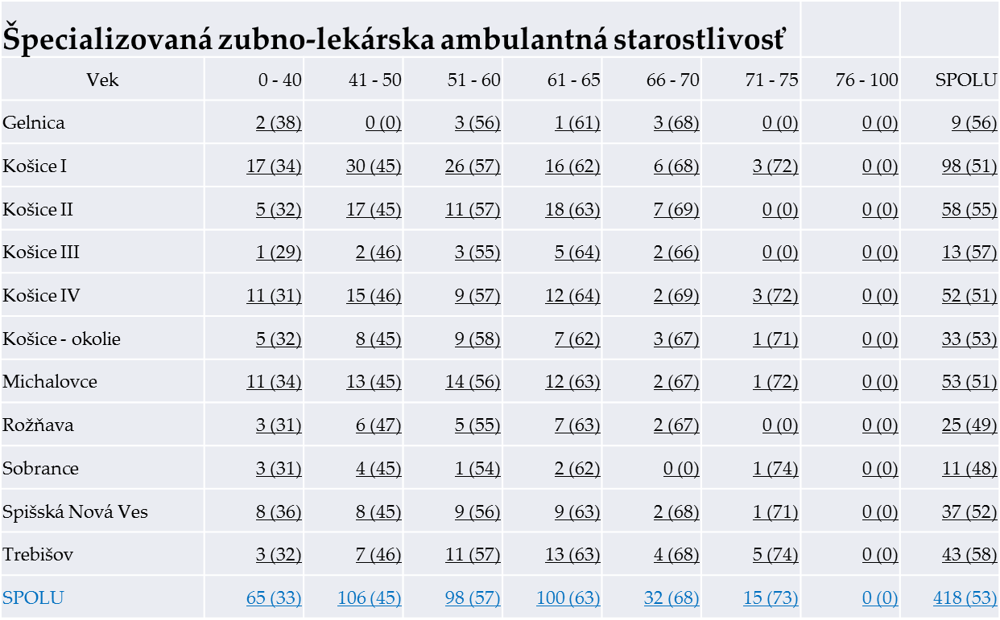 Špecializovaná zubno-lekárska ambulantná starostlivosť
Vek 0 - 40 41 - 50 51 - 60 61 - 65 66 - 70 71 - 75 76 - 100 SPOLU
Gelnica 2 (38) 0 (0) 3 (56) 1 (61) 3 (68) 0 (0) 0 (0) 9 (56)
Košice I 17 (34) 30 (45) 26 (57) 16 (62) 6 (68) 3 (72) 0 (0) 98 (51)
Košice II 5 (32) 17 (45) 11 (57) 18 (63) 7 (69) 0 (0) 0 (0) 58 (55)
Košice III 1 (29) 2 (46) 3 (55) 5 (64) 2 (66) 0 (0) 0 (0) 13 (57)
Košice IV 11 (31) 15 (46) 9 (57) 12 (64) 2 (69) 3 (72) 0 (0) 52 (51)
Košice - okolie 5 (32) 8 (45) 9 (58) 7 (62) 3 (67) 1 (71) 0 (0) 33 (53)
Michalovce 11 (34) 13 (45) 14 (56) 12 (63) 2 (67) 1 (72) 0 (0) 53 (51)
Rožňava 3 (31) 6 (47) 5 (55) 7 (63) 2 (67) 0 (0) 0 (0) 25 (49)
Sobrance 3 (31) 4 (45) 1 (54) 2 (62) 0 (0) 1 (74) 0 (0) 11 (48)
Spišská Nová Ves 8 (36) 8 (45) 9 (56) 9 (63) 2 (68) 1 (71) 0 (0) 37 (52)
Trebišov 3 (32) 7 (46) 11 (57) 13 (63) 4 (68) 5 (74) 0 (0) 43 (58)
SPOLU 65 (33) 106 (45) 98 (57) 100 (63) 32 (68) 15 (73) 0 (0) 418 (53)